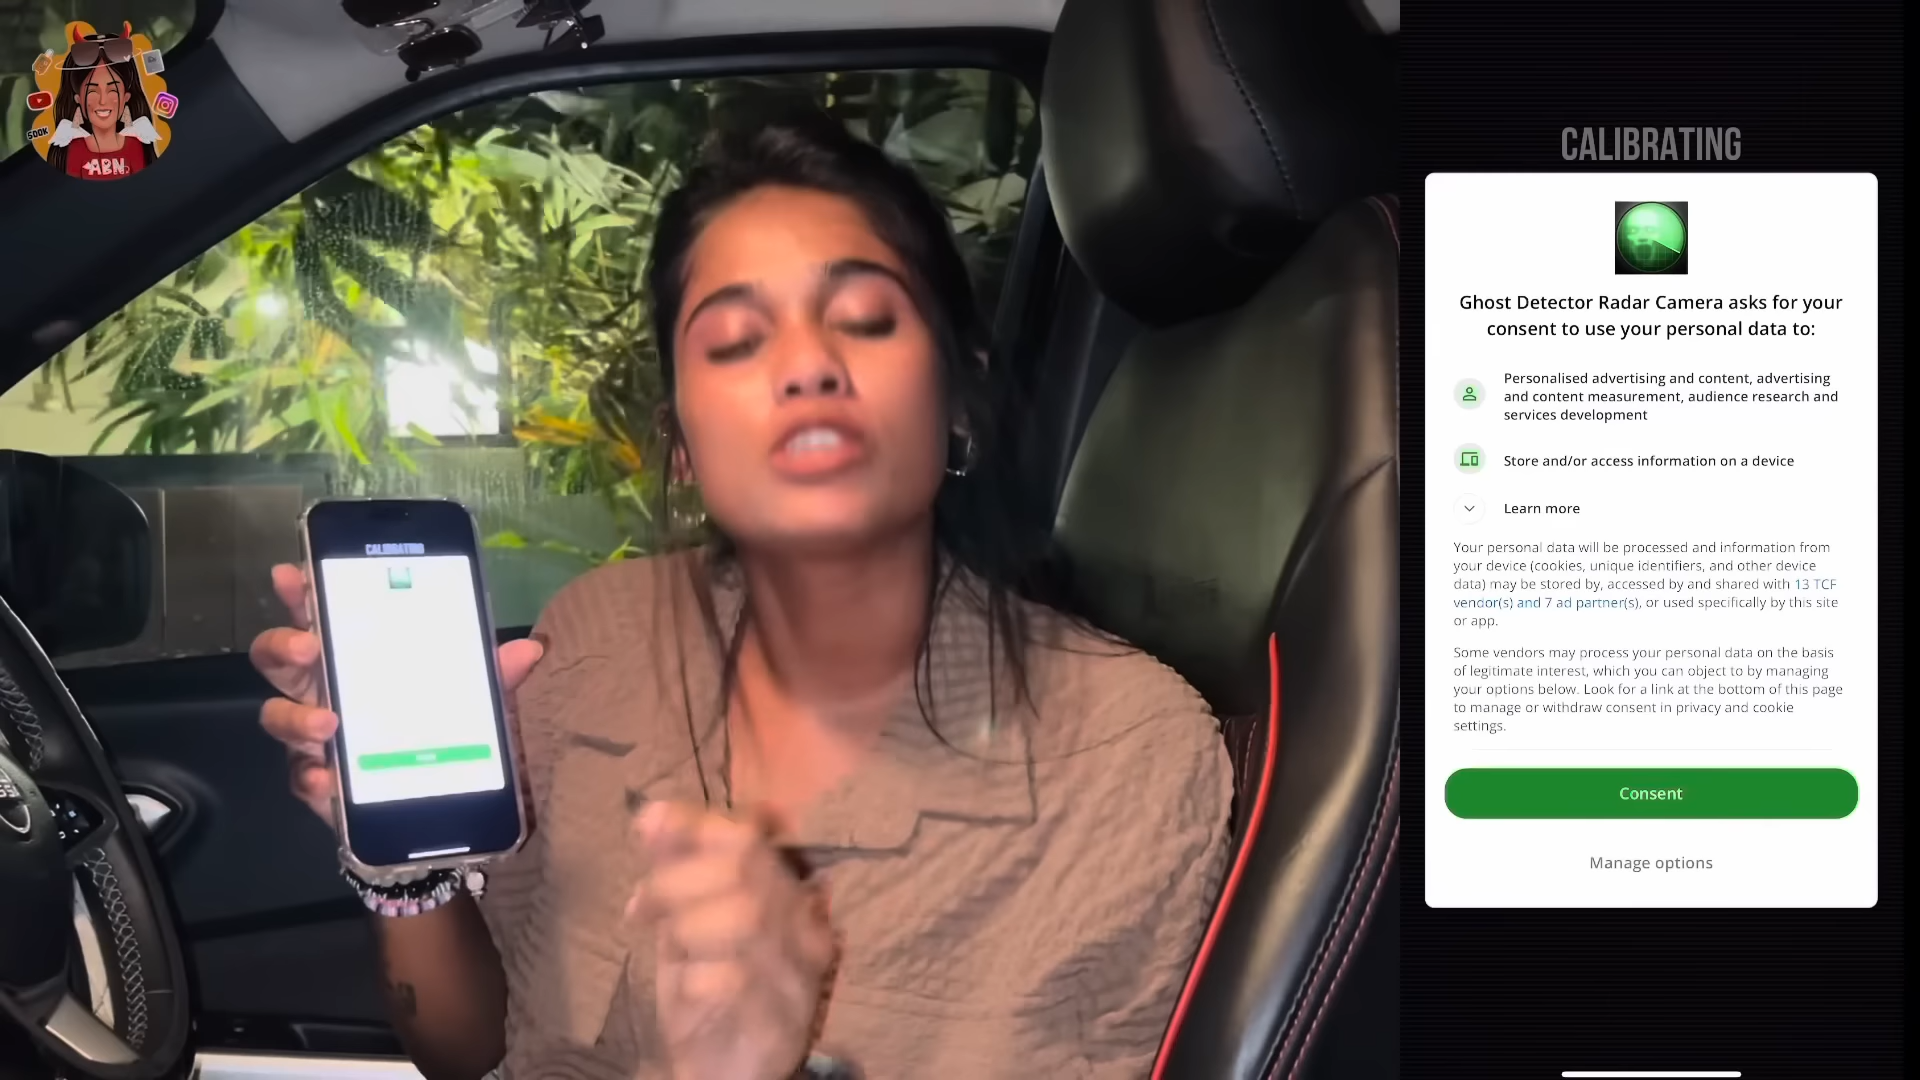 500K
ABN
CALIBRATING
CALIBRATING
Ghost Detector Radar Camera asks for your
consent to use your personal data to:
Personalised advertising and content, advertising
and content measurement, audience research and
services development
Store and/or access information on a device
Learn more
Your personal data will be processed and information from
your device (cookies, unique identifiers, and other device
data) may be stored by, accessed by and shared with 13 TCF
vendor(s) and 7 ad partner(s), or used specifically by this site
or app.
Some vendors may process your personal data on the basis
of legitimate interest, which you can object to by managing
your options below. Look for a link at the bottom of this page
to manage or withdraw consent in privacy and cookie
settings.
Consent
Manage options